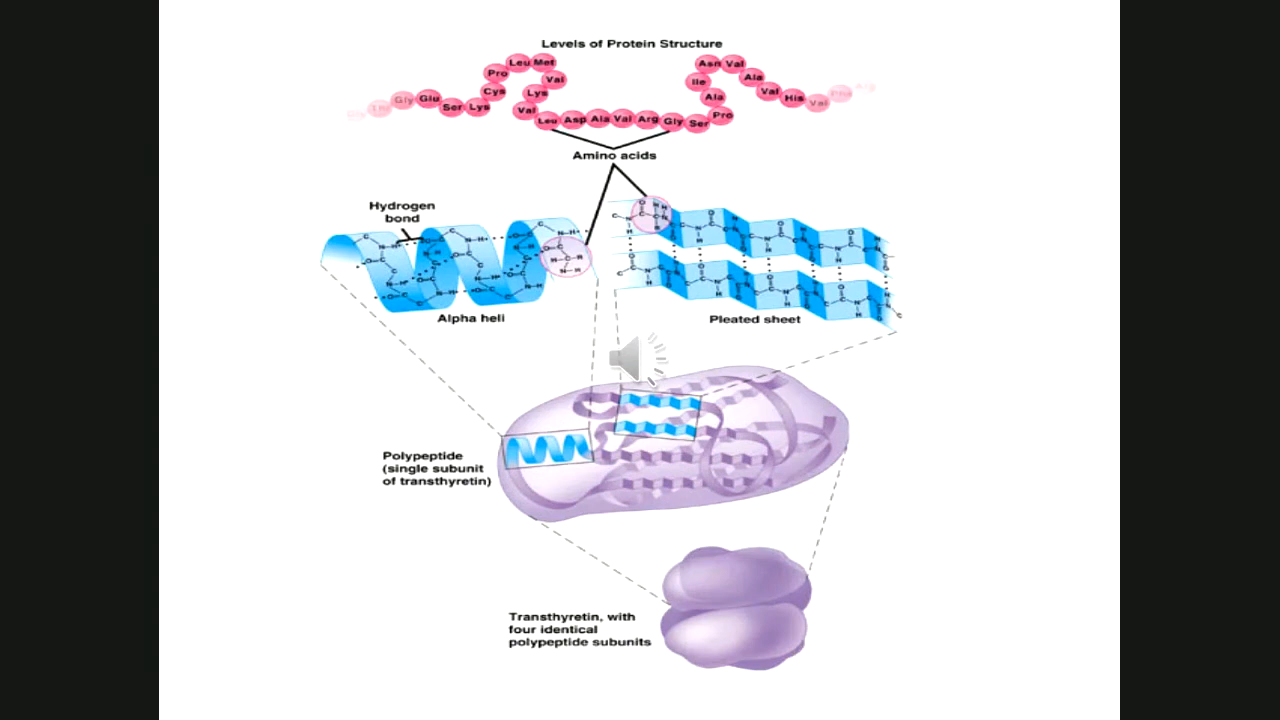 Levels of Protein Structure
Gly Glu Ser Lys Cys Pro Leu Met Val Lys Val Leu Asp Ala Val Arg Gly Ser Pro Ala Ile Asn Val Ala Val His Val Phe Arg
Amino acids
Hydrogen
bond
Alpha heli
Pleated sheet
Polypeptide
(single subunit
of transthyretin)
Transthyretin, with
four identical
polypeptide subunits